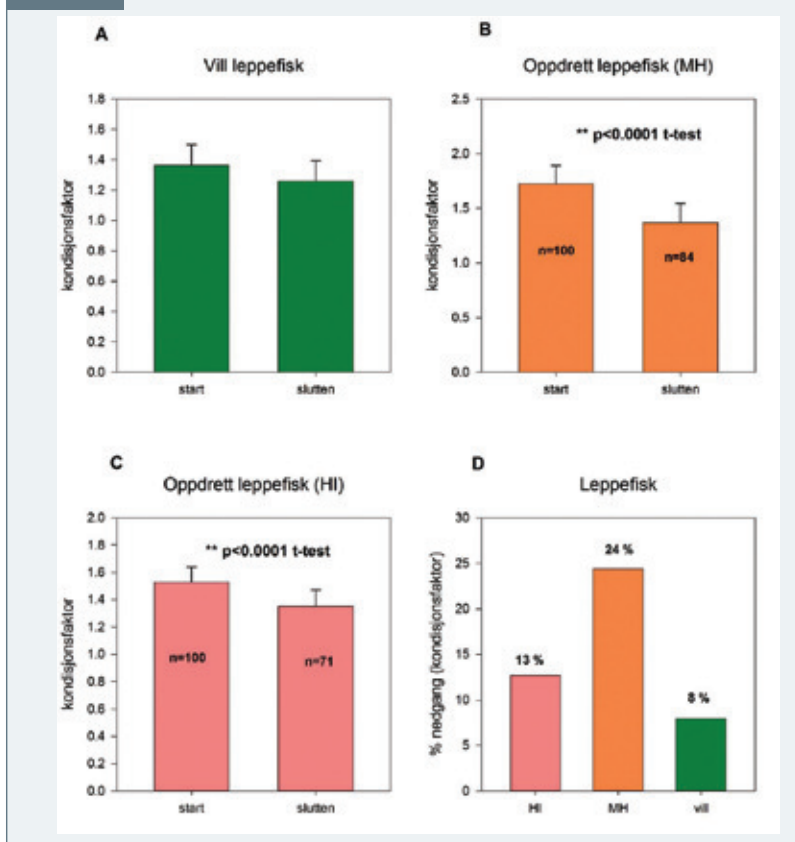 A
Vill leppefisk
kondisjonsfaktor
1.8
1.6
1.4
1.2
1.0
0.8
0.6
0.4
0.2
0.0
start
slutten
B
Oppdrett leppefisk (MH)
** p<0.0001 t-test
kondisjonsfaktor
2.5
2.0
1.5
1.0
0.5
0.0
n=100
n=84
start
slutten
C
Oppdrett leppefisk (HI)
** p<0.0001 t-test
kondisjonsfaktor
2.0
1.8
1.6
1.4
1.2
1.0
0.8
0.6
0.4
0.2
0.0
n=100
n=71
start
slutten
D
Leppefisk
% nedgang (kondisjonsfaktor)
30
25
20
15
10
5
0
13 %
24 %
8 %
HI
MH
vill